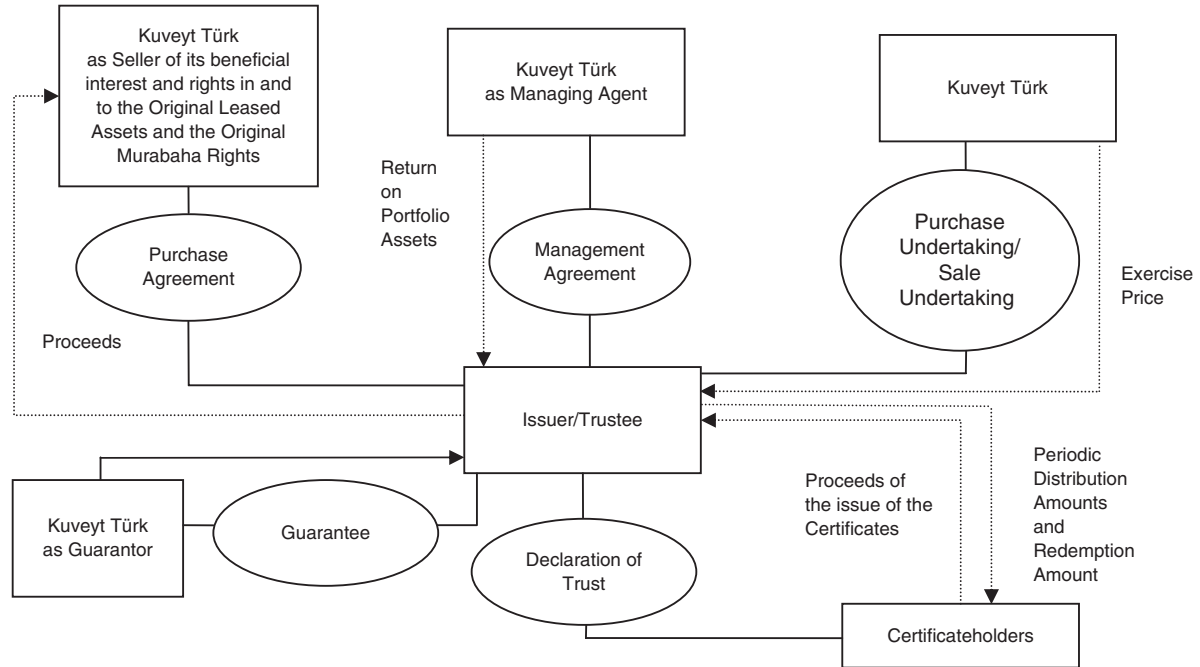 Kuveyt Türk
as Seller of its beneficial
interest and rights in and
to the Original Leased
Assets and the Original
Murabaha Rights
Kuveyt Türk
as Managing Agent
Kuveyt Türk
Return
on
Portfolio
Assets
Purchase
Agreement
Management
Agreement
Purchase
Undertaking/
Sale
Undertaking
Exercise
Price
Proceeds
Issuer/Trustee
Kuveyt Türk
as Guarantor
Guarantee
Declaration of
Trust
Proceeds of
the issue of the
Certificates
Periodic
Distribution
Amounts
and
Redemption
Amount
Certificateholders